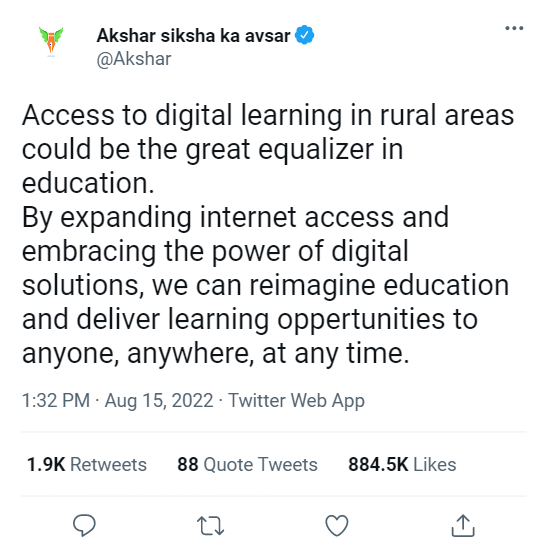 Akshar siksha ka avsar
@Akshar
Access to digital learning in rural areas
could be the great equalizer in
education.
By expanding internet access and
embracing the power of digital
solutions, we can reimagine education
and deliver learning oppertunities to
anyone, anywhere, at any time.
1:32 PM · Aug 15, 2022 · Twitter Web App
1.9K Retweets 88 Quote Tweets 884.5K Likes